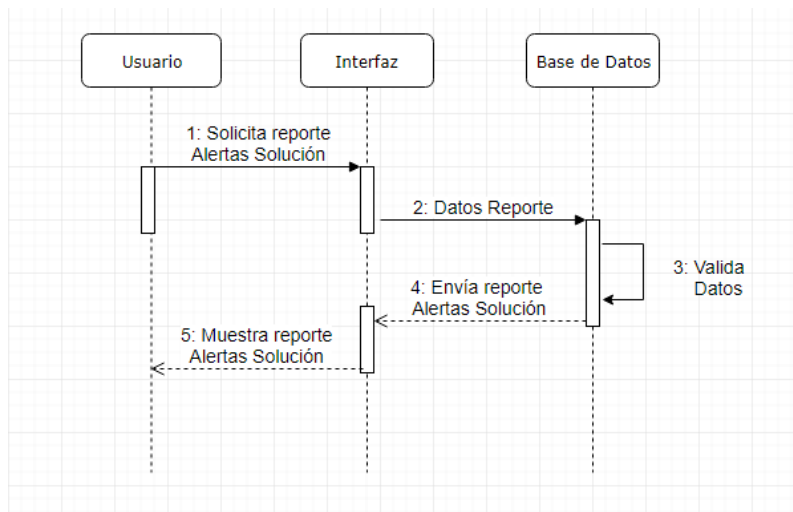 Usuario
Interfaz
Base de Datos
1: Solicita reporte
Alertas Solución
2: Datos Reporte
3: Valida
Datos
4: Envía reporte
Alertas Solución
5: Muestra reporte
Alertas Solución